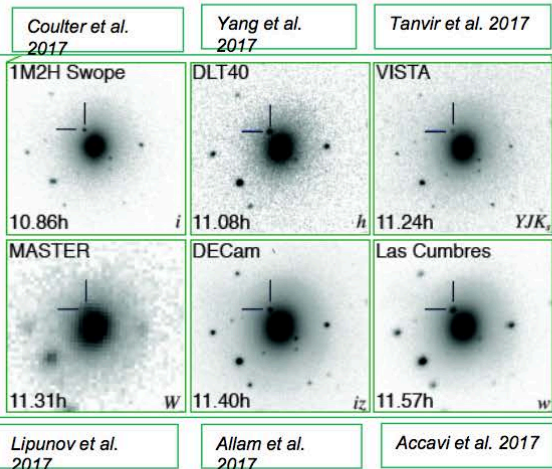 Coulter et al.
2017
Yang et al.
2017
Tanvir et al. 2017
1M2H Swope
DLT40
VISTA
10.86h
i
11.08h
h
11.24h
YJKs
MASTER
DECam
Las Cumbres
11.31h
W
11.40h
iz
11.57h
w
Lipunov et al.
2017
Allam et al.
2017
Accavi et al. 2017